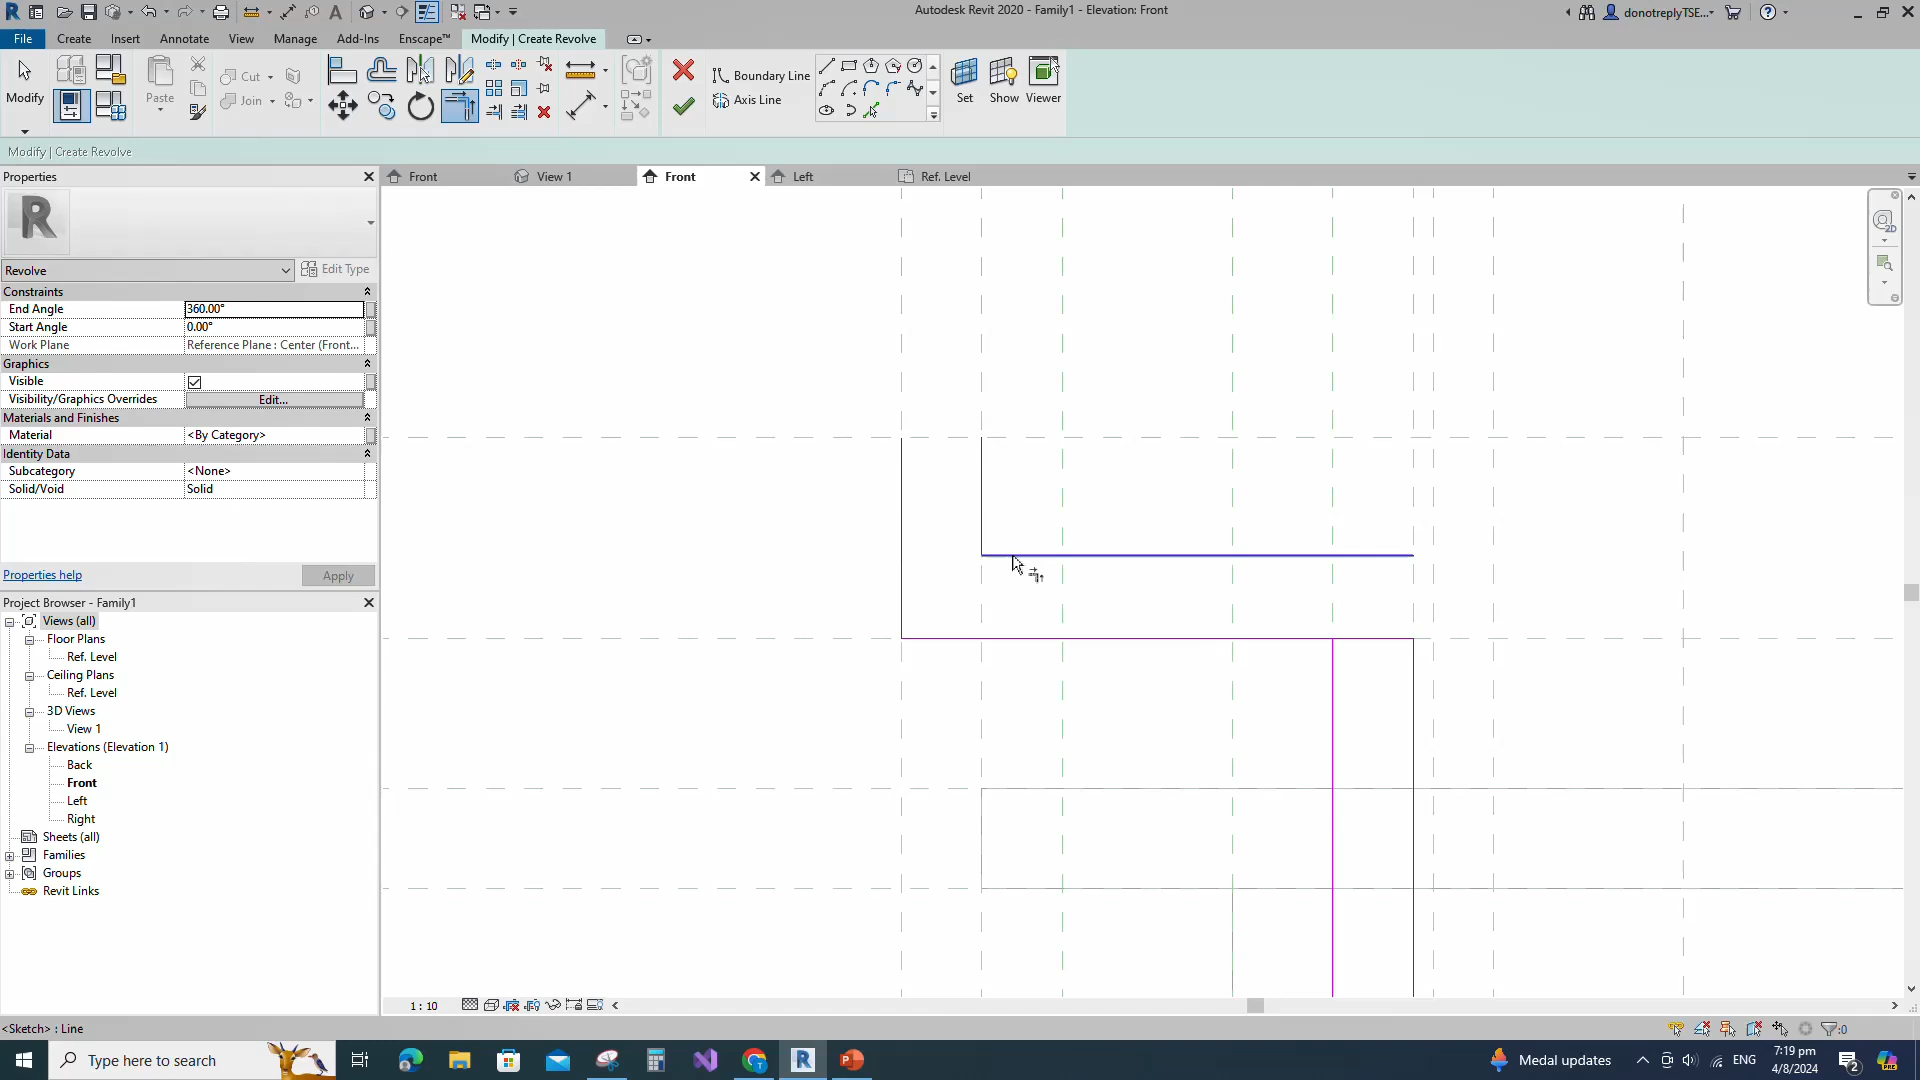 Autodesk Revit 2020 - Family1 - Elevation: Front
donotreplyTSE...
File
Create
Insert
Annotate
View
Manage
Add-Ins
Enscape™
Modify | Create Revolve
Modify
Paste
Cut
Join
Boundary Line
Axis Line
Set
Show
Viewer
Modify | Create Revolve
Properties
Front
View 1
Front
Left
Ref. Level
Revolve
Edit Type
Constraints
End Angle 360.00°
Start Angle 0.00°
Work Plane Reference Plane : Center (Front...
Graphics
Visible
Visibility/Graphics Overrides Edit...
Materials and Finishes
Material <By Category>
Identity Data
Subcategory <None>
Solid/Void Solid
Properties help
Apply
Project Browser - Family1
Views (all)
Floor Plans
Ref. Level
Ceiling Plans
Ref. Level
3D Views
View 1
Elevations (Elevation 1)
Back
Front
Left
Right
Sheets (all)
Families
Groups
Revit Links
2D
1 : 10
<Sketch> : Line
:0
Type here to search
Medal updates
ENG
7:19 pm
4/8/2024
2
PRE